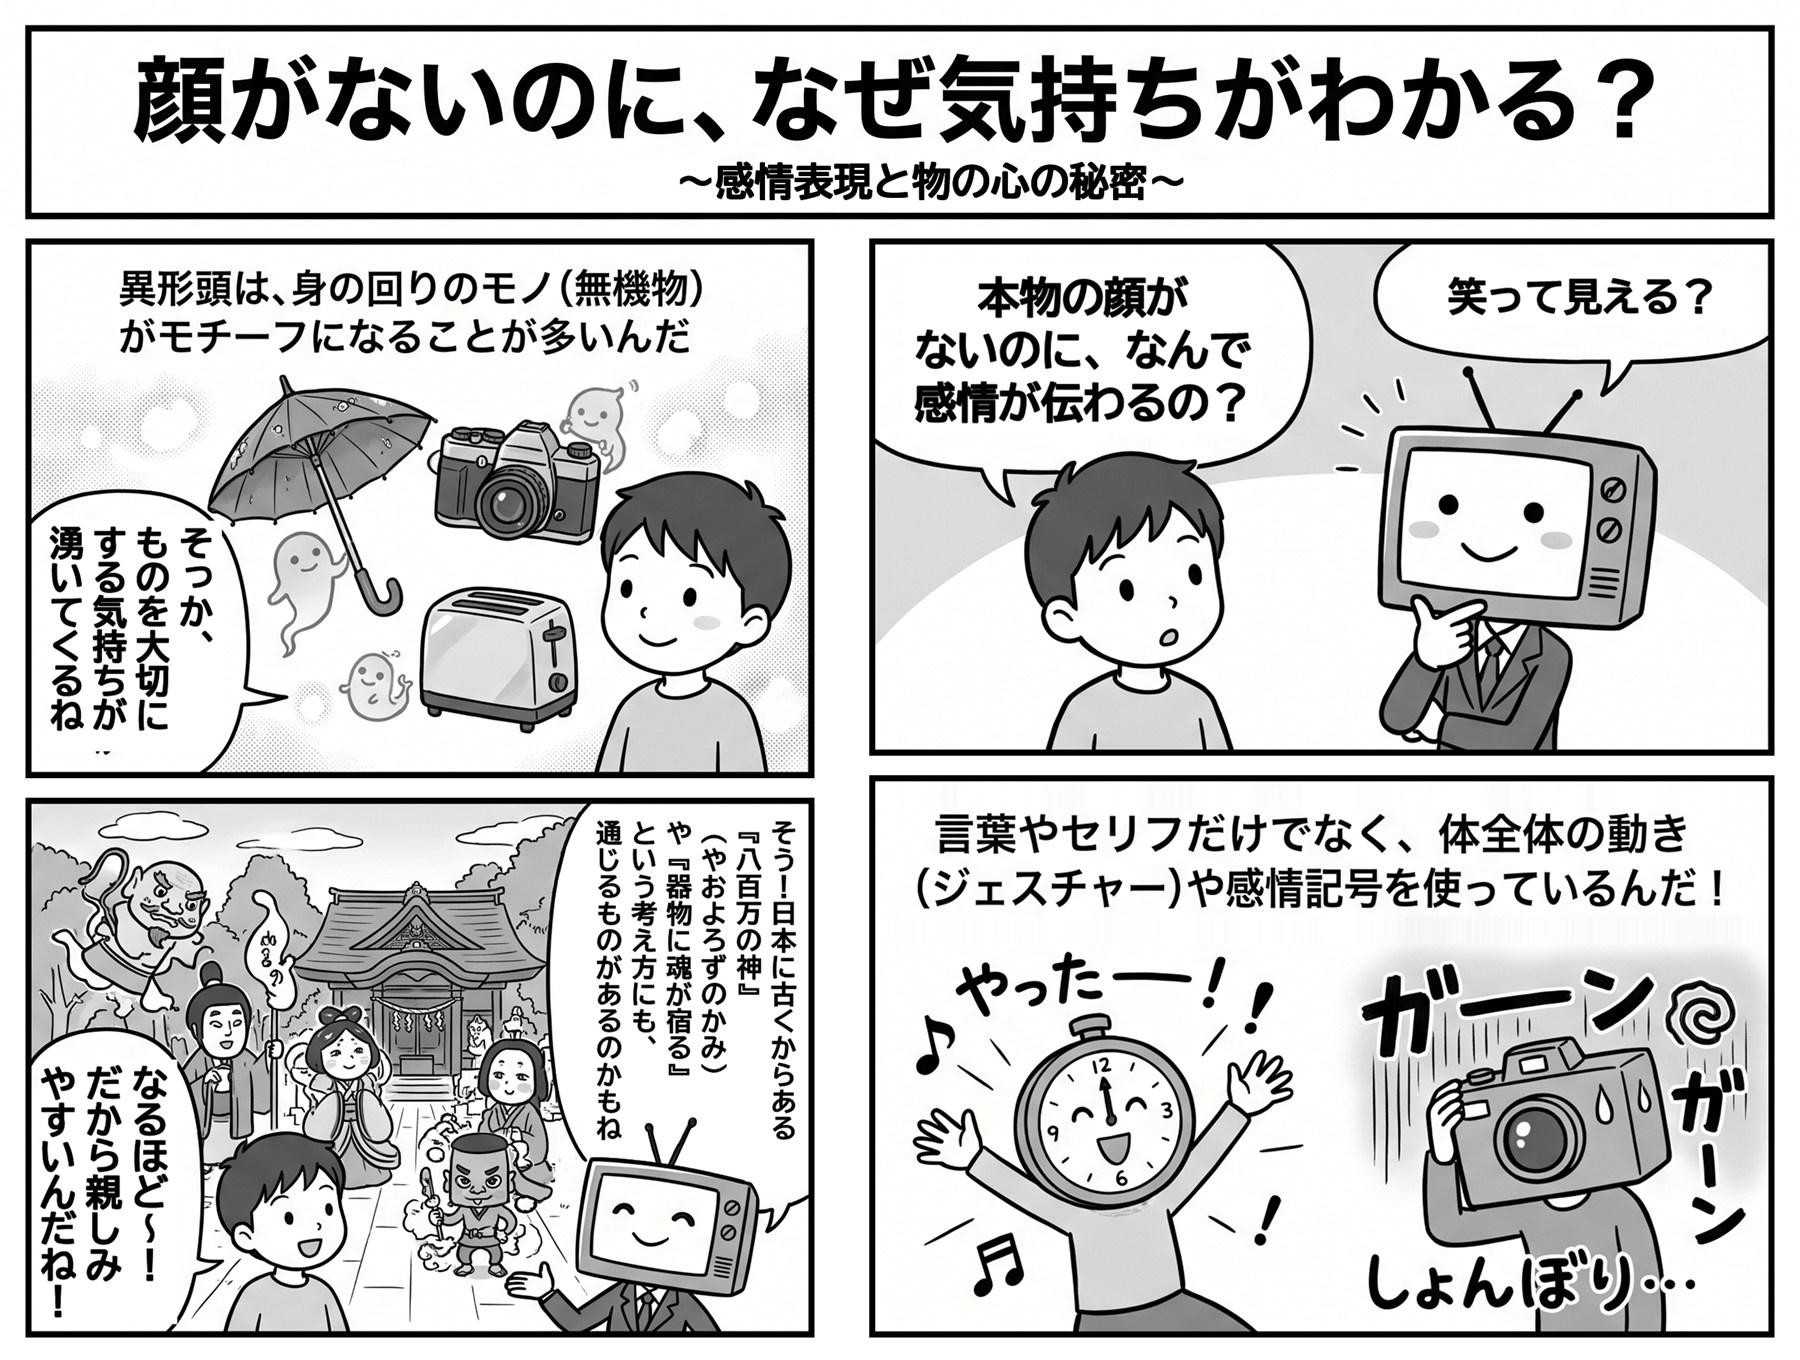 顔がないのに、なぜ気持ちがわかる？
～感情表現と物の心の秘密～
本物の顔が
ないのに、なんで
感情が伝わるの？
笑って見える？
言葉やセリフだけでなく、体全体の動き
（ジェスチャー）や感情記号を使っているんだ！
やったー！！
12
3
6
9
！
ガーン
ガーン
しょんぼり…
異形頭は、身の回りのモノ（無機物）
がモチーフになることが多いんだ
そっか、
ものを大切に
する気持ちが
湧いてくるね
そう！日本に古くからある
『八百万の神』
（やおよろずのかみ）
や『器物に魂が宿る』
という考え方にも、
通じるものがあるのかもね
なるほど～！
だから親しみ
やすいんだね！